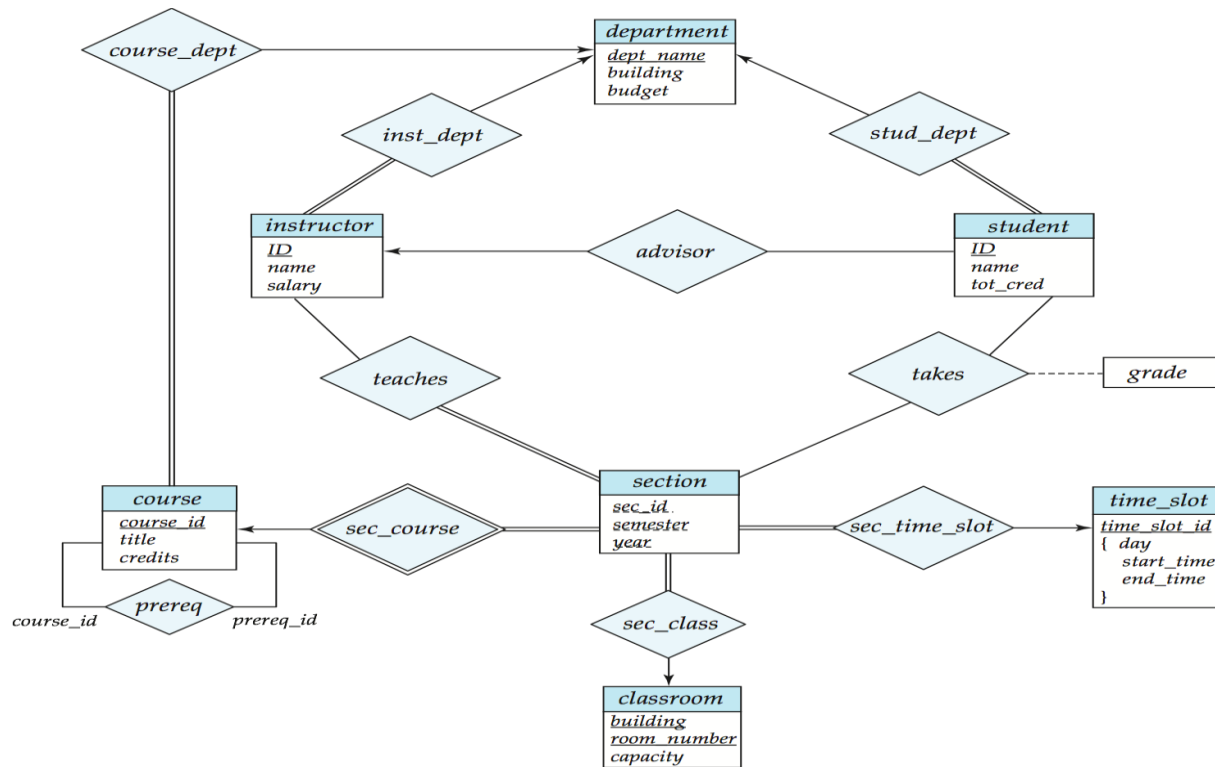 course_dept
department
dept_name
building
budget
inst_dept
stud_dept
instructor
ID
name
salary
advisor
student
ID
name
tot_cred
teaches
takes
grade
course
course_id
title
credits
sec_course
section
sec_id
semester
year
sec_time_slot
time_slot
time_slot_id
{ day
start_time
end_time
}
prereq
course_id
prereq_id
sec_class
classroom
building
room_number
capacity